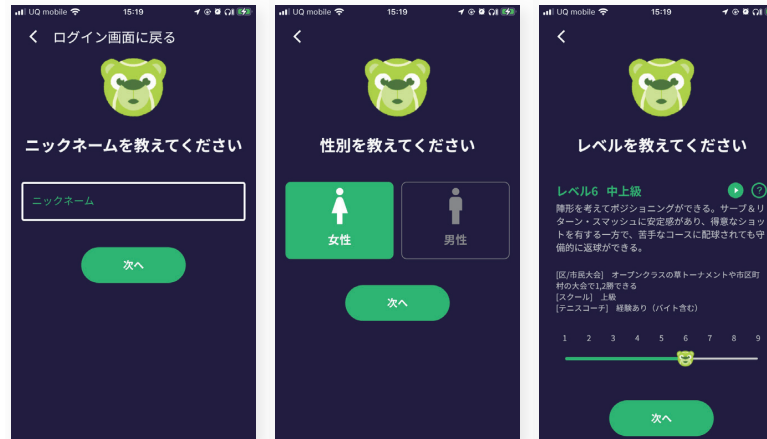 UQ mobile 15:19
ログイン画面に戻る
ニックネームを教えてください
ニックネーム
次へ
UQ mobile 15:19
性別を教えてください
女性 男性
次へ
UQ mobile 15:19
レベルを教えてください
レベル6 中上級
?
陣形を考えてポジショニングができる。サーブ＆リ
ターン・スマッシュに安定感があり、得意なショッ
トを有する一方で、苦手なコースに配球されても守
備的に返球ができる。
[区/市民大会] オープンクラスの草トーナメントや市区町
村の大会で1,2勝できる
[スクール] 上級
[テニスコーチ] 経験あり（バイト含む）
1 2 3 4 5 6 7 8 9
次へ